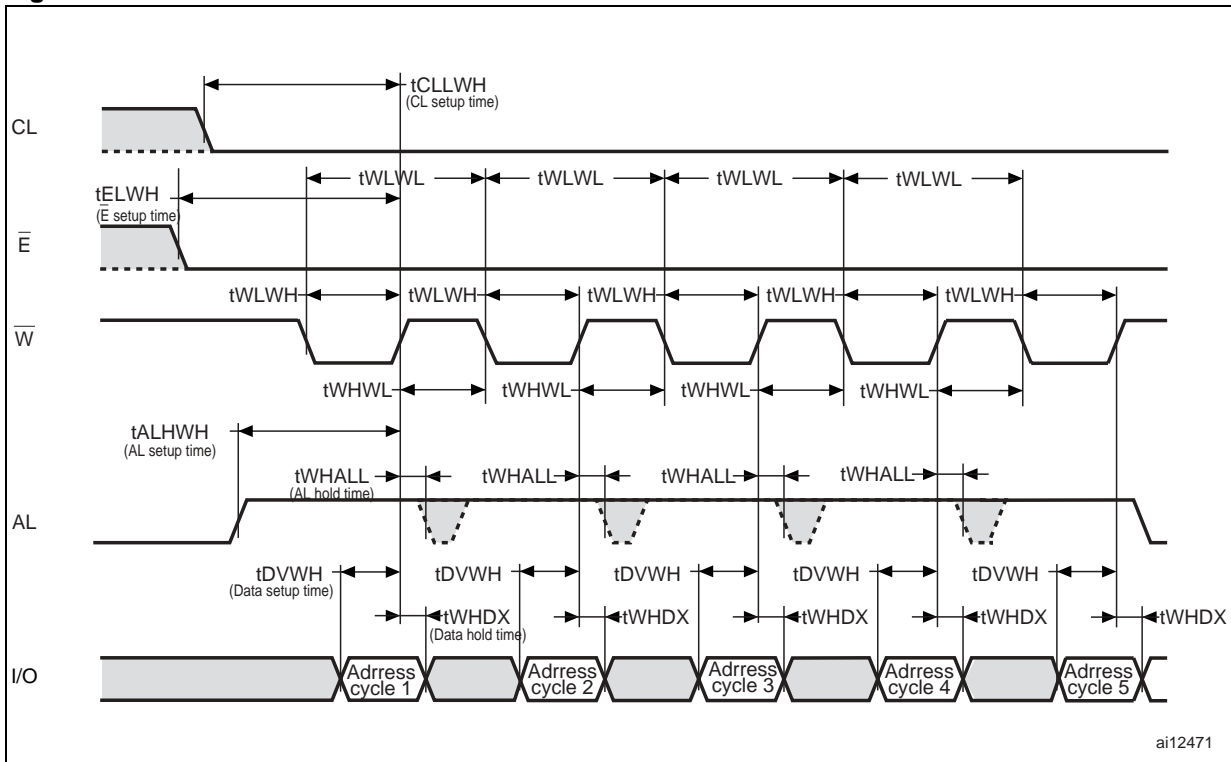 tCLLWH
(CL setup time)
CL
tWLWL tWLWL tWLWL tWLWL
tELWH
(E̅ setup time)
E̅
tWLWH tWLWH tWLWH tWLWH tWLWH
W̅
tWHWL tWHWL tWHWL tWHWL
tALHWH
(AL setup time)
tWHALL tWHALL tWHALL tWHALL
(AL hold time)
AL
tDVWH tDVWH tDVWH tDVWH tDVWH
(Data setup time)
tWHDX tWHDX tWHDX tWHDX tWHDX
(Data hold time)
I/O
Adrress Adrress Adrress Adrress Adrress
cycle 1 cycle 2 cycle 3 cycle 4 cycle 5
ai12471